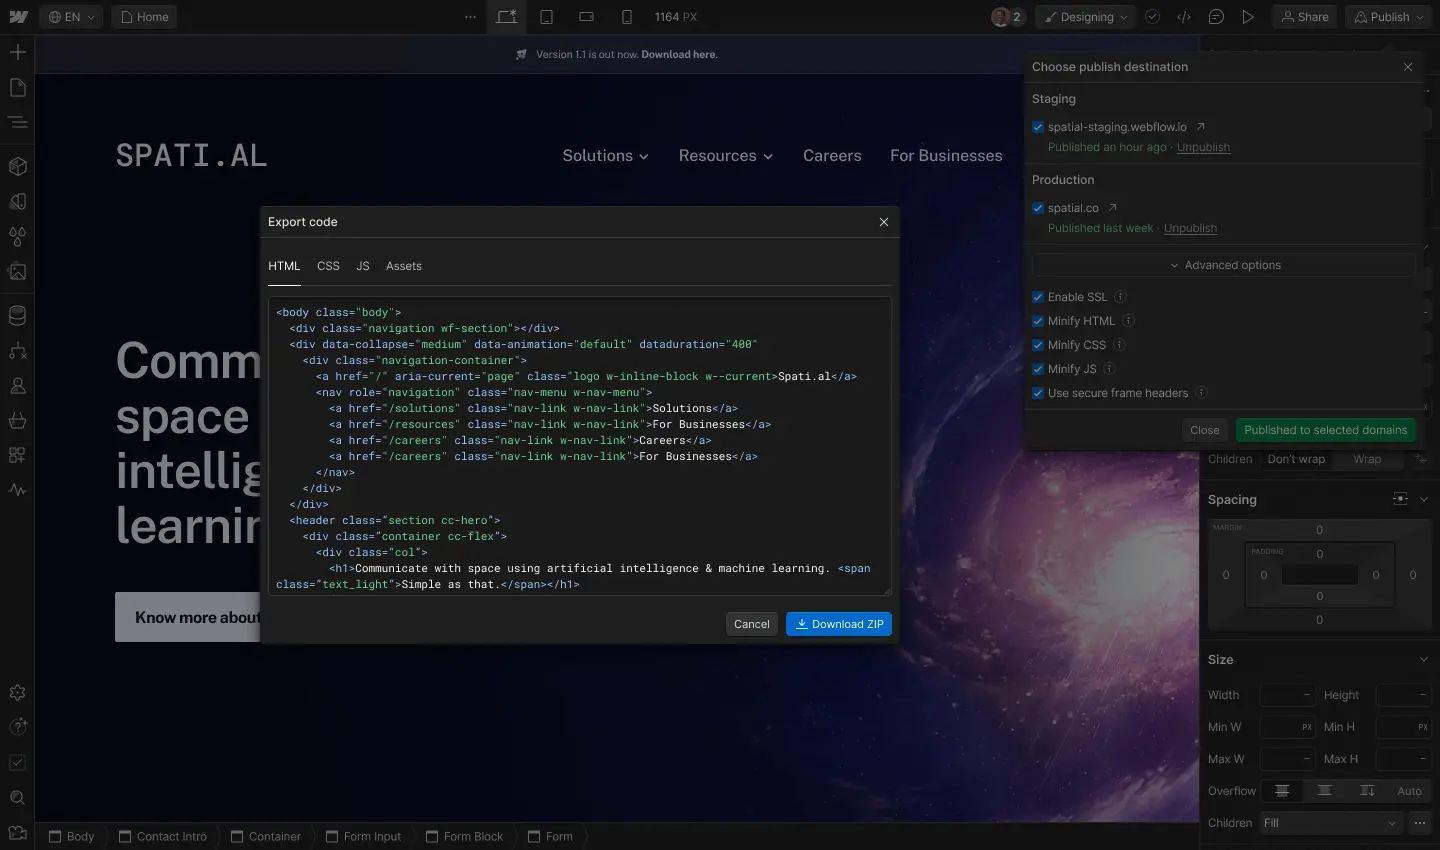 EN
Home
1164 PX
2
Designing
Share
Publish
Version 1.1 is out now. Download here.
SPATI.AL
Solutions
Resources
Careers
For Businesses
Comm
space
intellig
learnin
Know more about
Export code
HTML
CSS
JS
Assets
<body class="body">
<div class="navigation wf-section"></div>
<div data-collapse="medium" data-animation="default" dataduration="400"
<div class="navigation-container">
<a href="/" aria-current="page" class="logo w-inline-block w--current>Spati.al</a>
<nav role="navigation" class="nav-menu w-nav-menu">
<a href="/solutions" class="nav-link w-nav-link">Solutions</a>
<a href="/resources" class="nav-link w-nav-link">For Businesses</a>
<a href="/careers" class="nav-link w-nav-link">Careers</a>
<a href="/careers" class="nav-link w-nav-link">For Businesses</a>
</nav>
</div>
</div>
<header class="section cc-hero">
<div class="container cc-flex">
<div class="col">
<h1>Communicate with space using artificial intelligence & machine learning. <span
class="text_light">Simple as that.</span></h1>
Cancel
Download ZIP
Choose publish destination
Staging
spatial-staging.webflow.io
Published an hour ago · Unpublish
Production
spatial.co
Published last week · Unpublish
Advanced options
Enable SSL
Minify HTML
Minify CSS
Minify JS
Use secure frame headers
Close
Published to selected domains
Children
Don't wrap
Wrap
Spacing
MARGIN
0
PADDING
0
0
0
0
0
0
0
Size
Width
–
Height
–
Min W
PX
Min H
PX
Max W
–
Max H
–
Overflow
Auto
Children
Fill
Body
Contact Intro
Container
Form Input
Form Block
Form